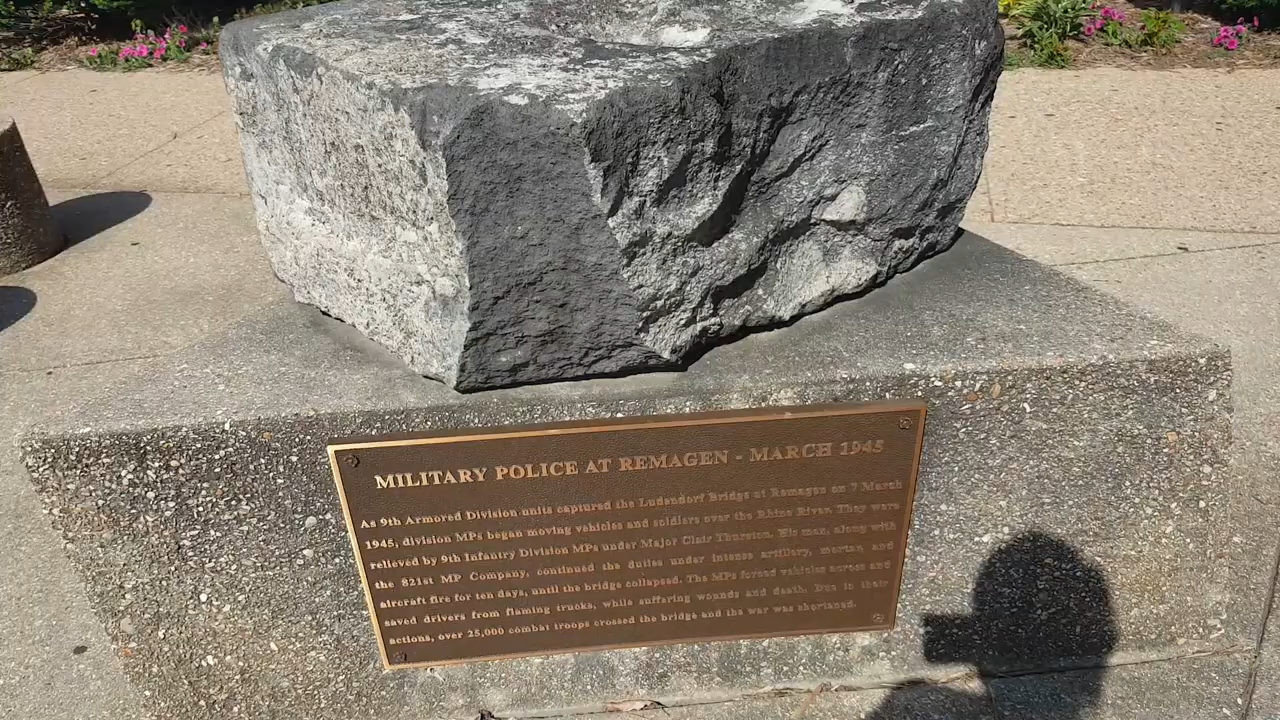 MILITARY POLICE AT REMAGEN - MARCH 1945
As 9th Armored Division units captured the Ludendorf Bridge at Remagen on 7 March
1945, division MPs began moving vehicles and soldiers over the Rhine River. They were
relieved by 9th Infantry Division MPs under Major Clair Thurston. His men, along with
the 821st MP Company, continued the duties under intense artillery, mortar, and
aircraft fire for ten days, until the bridge collapsed. The MPs forced vehicles across and
saved drivers from flaming trucks, while suffering wounds and death. Due to their
actions, over 25,000 combat troops crossed the bridge and the war was shortened.